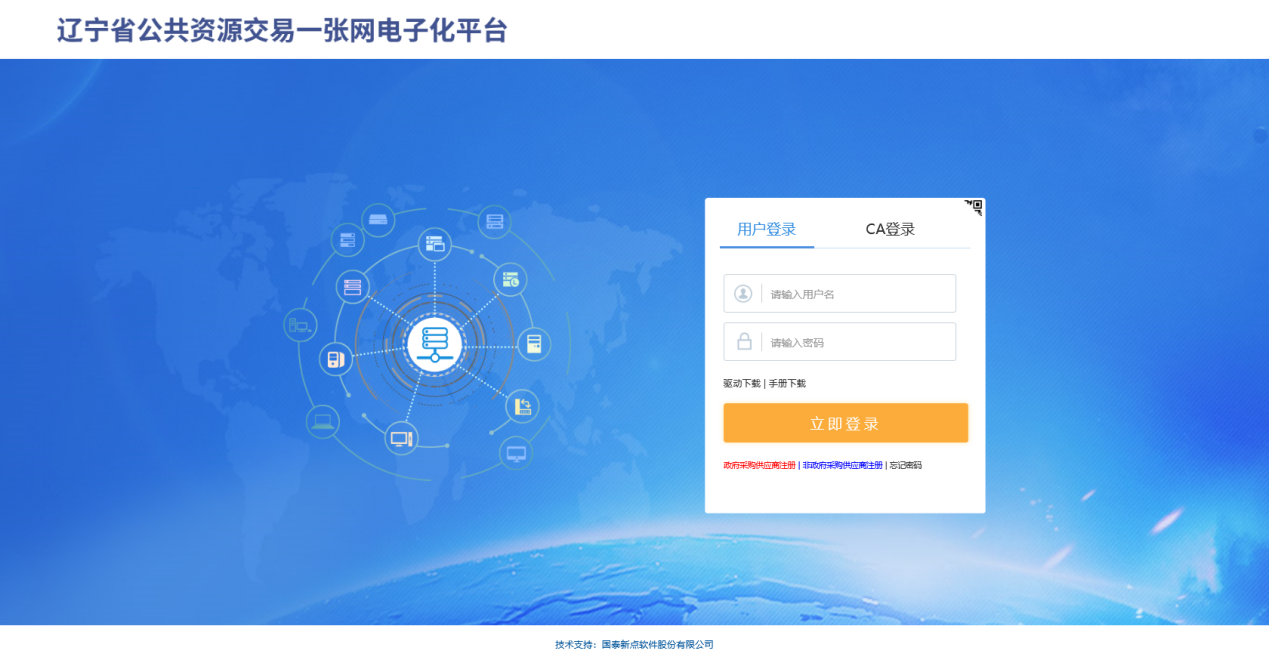 辽宁省公共资源交易一张网电子化平台
用户登录 CA登录
请输入用户名
请输入密码
驱动下载 | 手册下载
立即登录
政府采购供应商注册 | 非政府采购供应商注册 | 忘记密码
技术支持：国泰新点软件股份有限公司